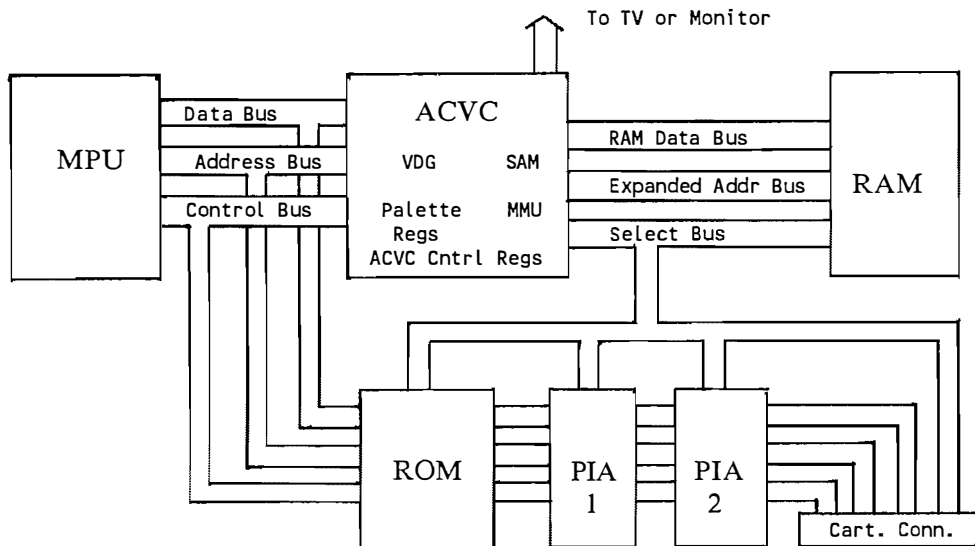 To TV or Monitor
MPU
Data Bus
Address Bus
Control Bus
ACVC
VDG SAM
Palette MMU
Regs
ACVC Cntrl Regs
RAM Data Bus
Expanded Addr Bus
Select Bus
RAM
ROM
PIA
1
PIA
2
Cart. Conn.